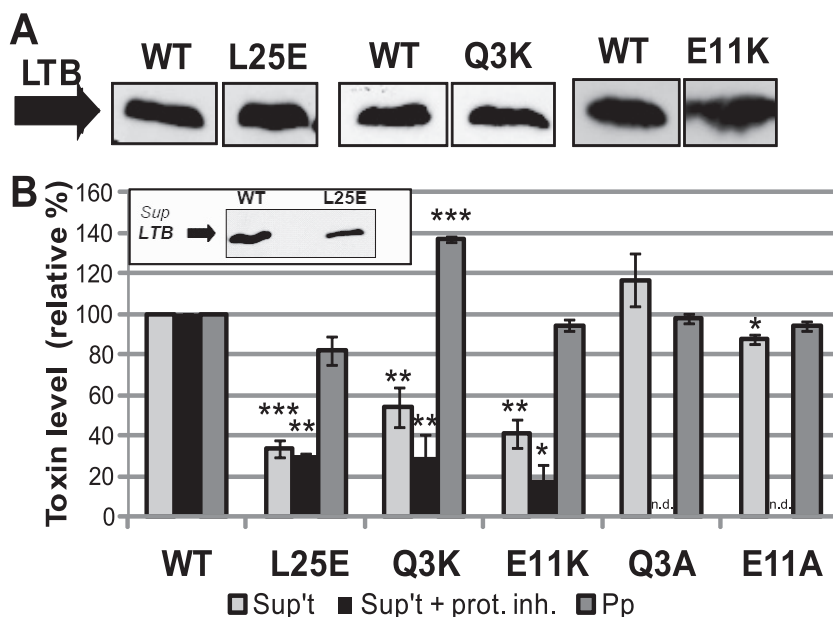 A
LTB
WT L25E WT Q3K WT E11K
B
Toxin level (relative %)
160
140
120
100
80
60
40
20
0
WT L25E
Sup
LTB
*** ** ** ** *** ** * *
n.d. n.d.
WT L25E Q3K E11K Q3A E11A
Sup't Sup't + prot. inh. Pp